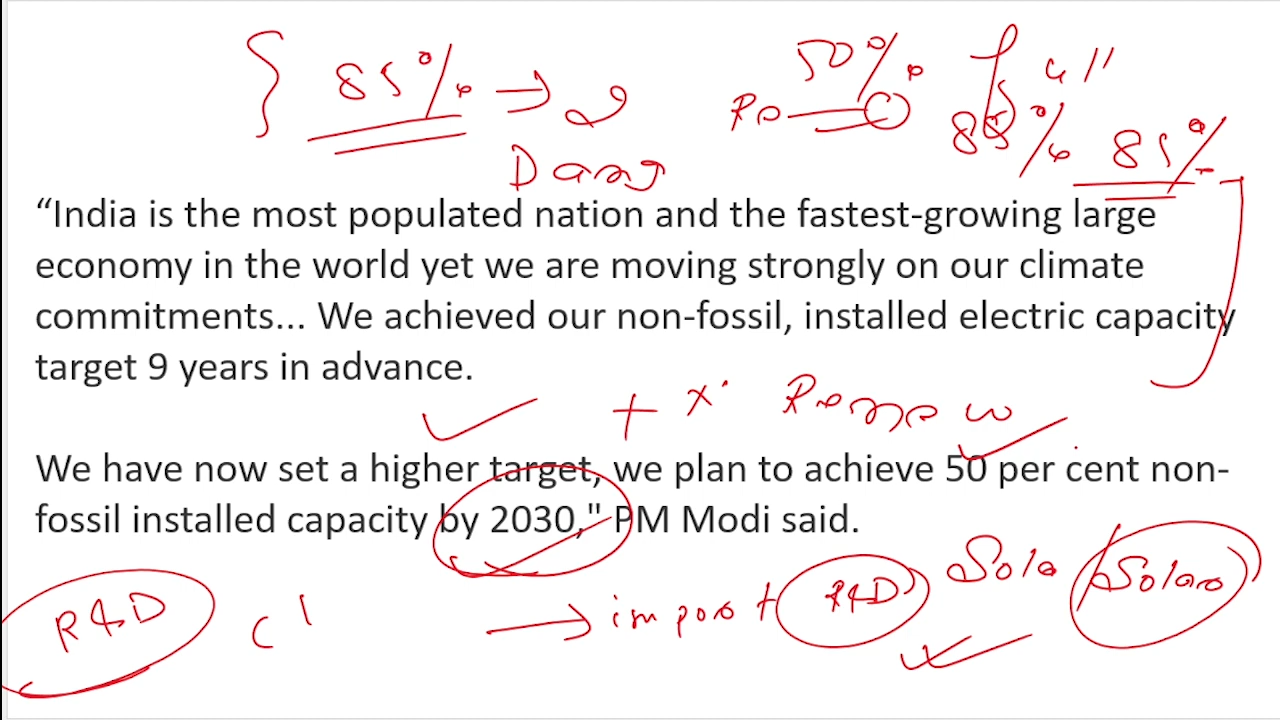 85% →
50%
Re
85%
85%
“India is the most populated nation and the fastest-growing large
economy in the world yet we are moving strongly on our climate
commitments... We achieved our non-fossil, installed electric capacity
target 9 years in advance.
+ x
We have now set a higher target, we plan to achieve 50 per cent non-
fossil installed capacity by 2030," PM Modi said.
R&D
→ import R&D Sola Solar